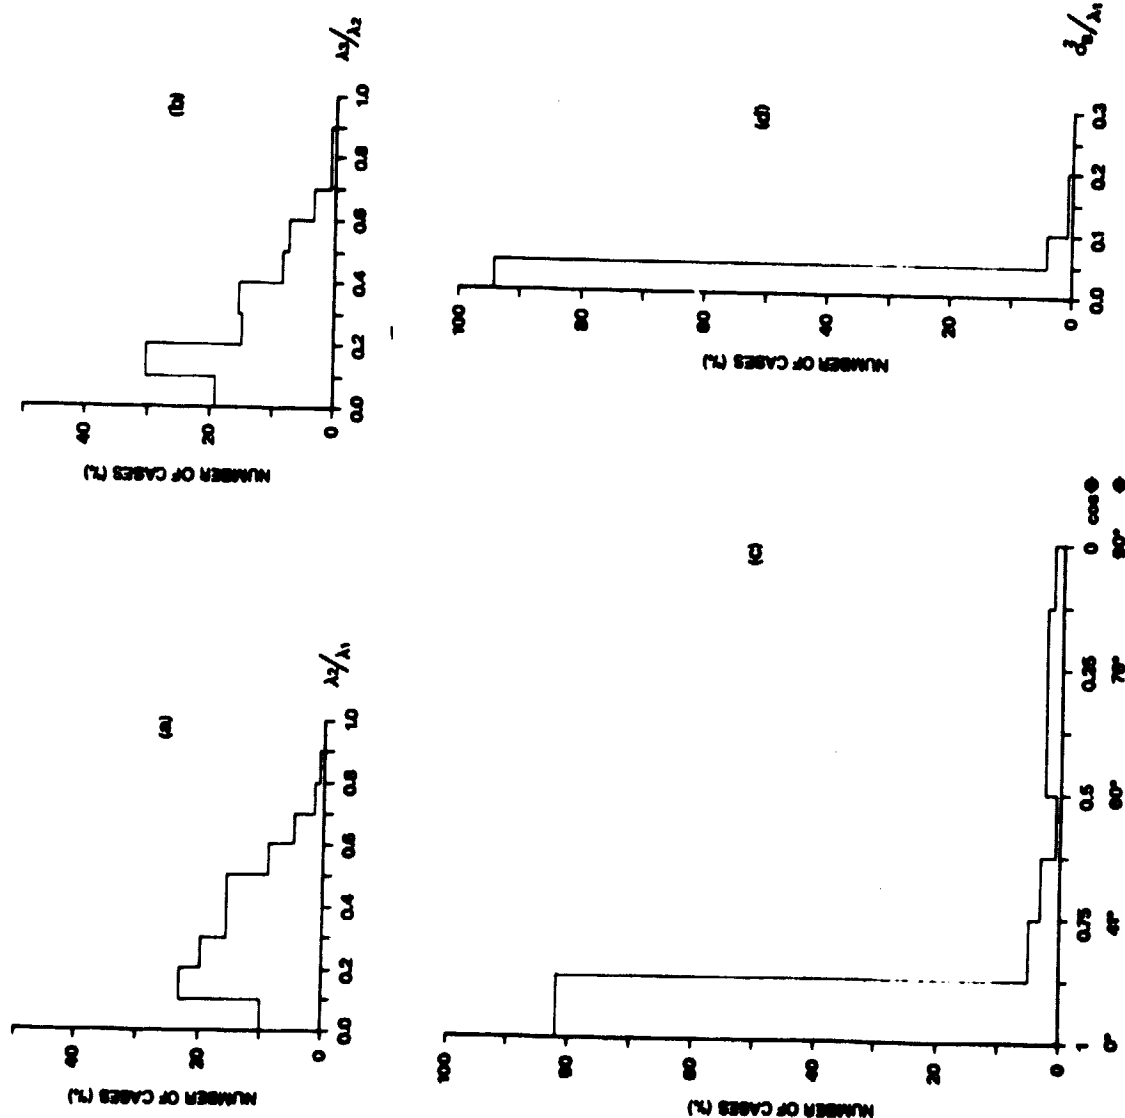 (a)
NUMBER OF CASES (%)
40
20
0
0.0 0.2 0.4 0.6 0.8 1.0
λ2/λ1
(b)
NUMBER OF CASES (%)
40
20
0
0.0 0.2 0.4 0.6 0.8 1.0
λ3/λ2
(c)
NUMBER OF CASES (%)
100
80
60
40
20
0
1 0.75 0.5 0.25 0 cos Φ
0° 41° 60° 76° 90° Φ
(d)
NUMBER OF CASES (%)
100
80
60
40
20
0
0.0 0.1 0.2 0.3